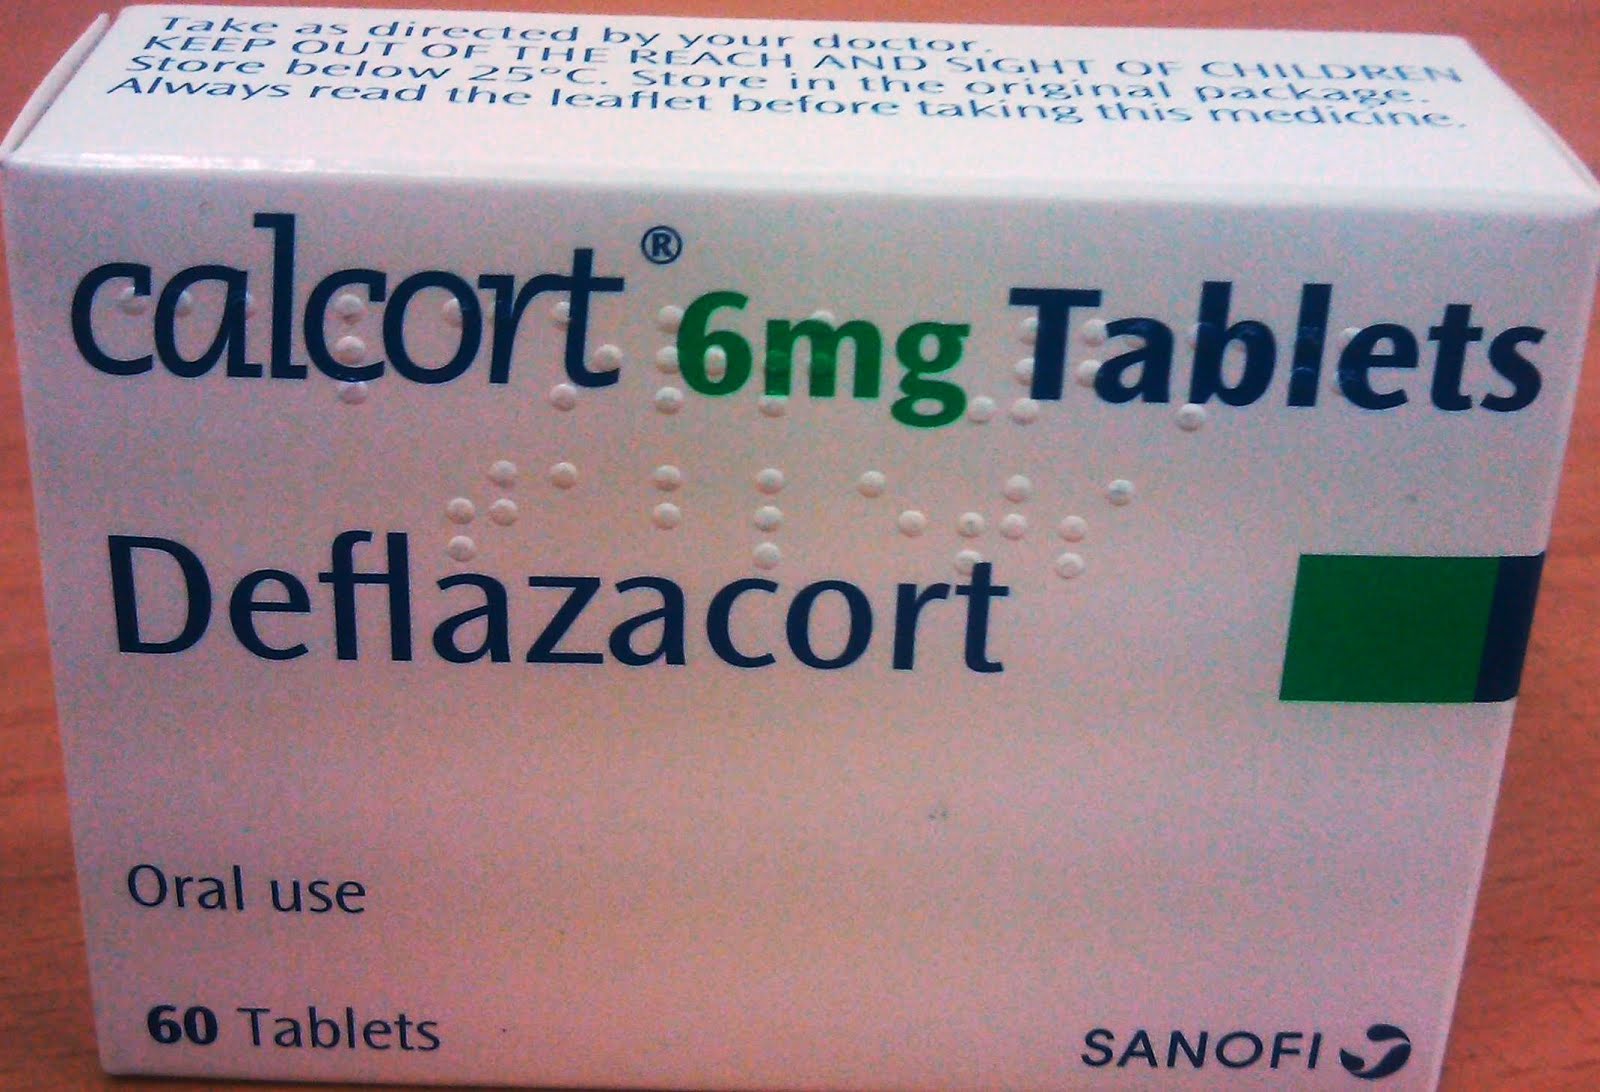 Take as directed by your doctor.
KEEP OUT OF THE REACH AND SIGHT OF CHILDREN
Store below 25°C. Store in the original package.
Always read the leaflet before taking this medicine.
calcort® 6mg Tablets
Deflazacort
Oral use
60 Tablets
SANOFI